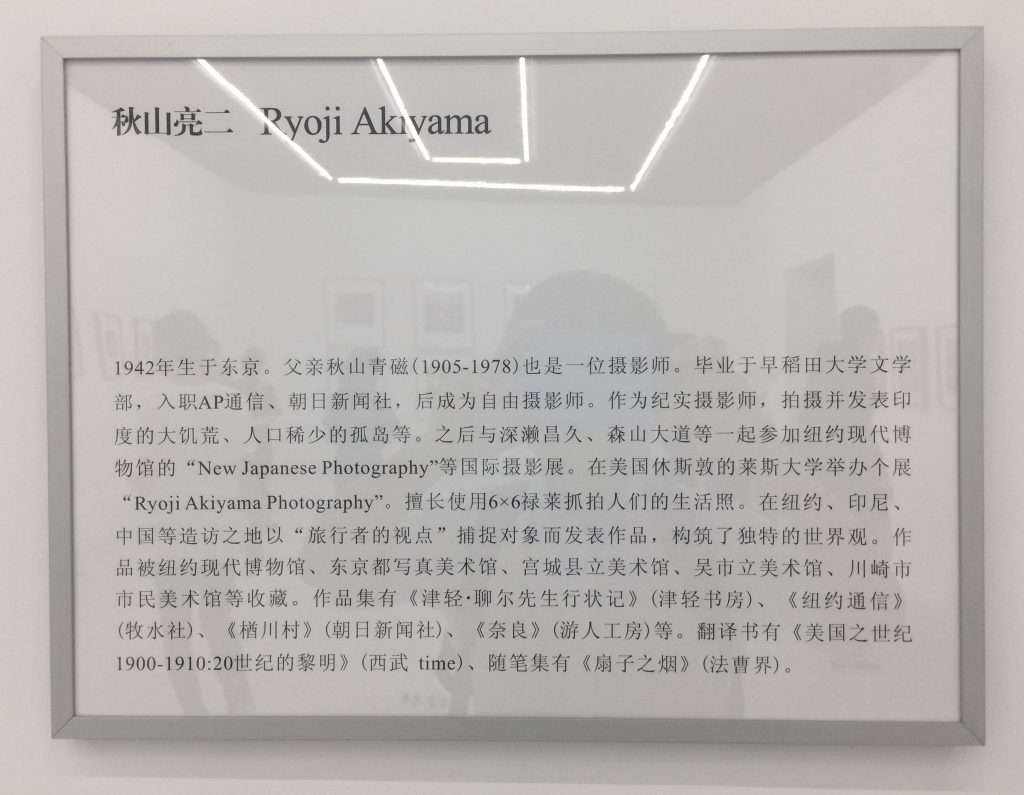 秋山亮二 Ryoji Akiyama
1942年生于东京。父亲秋山青磁(1905-1978)也是一位摄影师。毕业于早稻田大学文学
部，入职AP通信、朝日新闻社，后成为自由摄影师。作为纪实摄影师，拍摄并发表印
度的大饥荒、人口稀少的孤岛等。之后与深濑昌久、森山大道等一起参加纽约现代博
物馆的“New Japanese Photography”等国际摄影展。在美国休斯敦的莱斯大学举办个展
“Ryoji Akiyama Photography”。擅长使用6×6禄莱抓拍人们的生活照。在纽约、印尼、
中国等造访之地以“旅行者的视点”捕捉对象而发表作品，构筑了独特的世界观。作
品被纽约现代博物馆、东京都写真美术馆、宫城县立美术馆、吴市立美术馆、川崎市
市民美术馆等收藏。作品集有《津轻·聊尔先生行状记》(津轻书房)、《纽约通信》
(牧水社)、《楢川村》(朝日新闻社)、《奈良》(游人工房)等。翻译书有《美国之世纪
1900-1910:20世纪的黎明》(西武 time)、随笔集有《扇子之烟》(法曹界)。